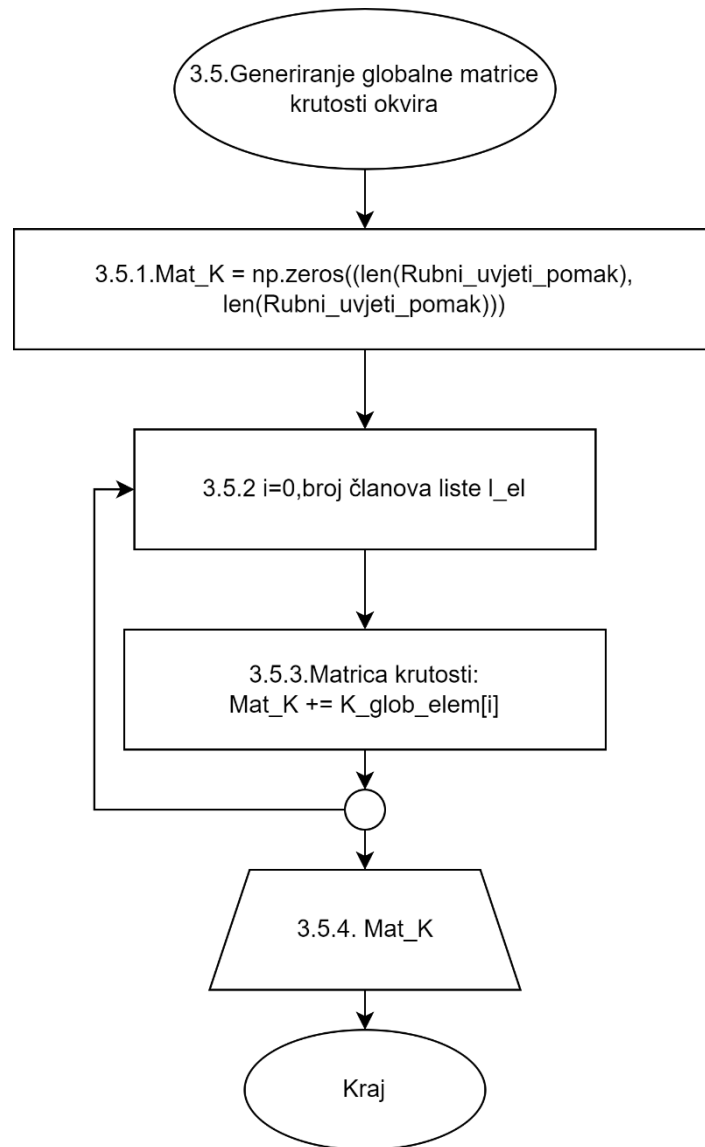 3.5.Generiranje globalne matrice
krutosti okvira
3.5.1.Mat_K = np.zeros((len(Rubni_uvjeti_pomak),
len(Rubni_uvjeti_pomak)))
3.5.2 i=0,broj članova liste l_el
3.5.3.Matrica krutosti:
Mat_K += K_glob_elem[i]
3.5.4. Mat_K
Kraj